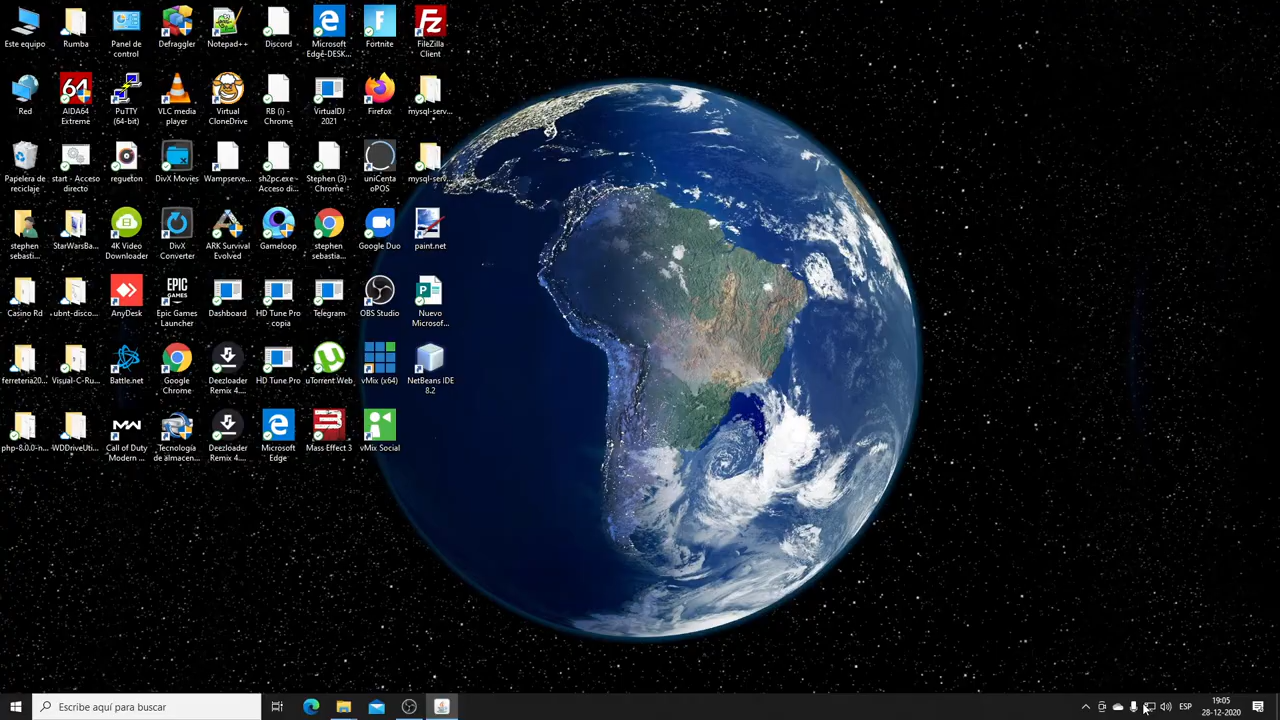 Este equipo
Rumba
Panel de
control
Defraggler
Notepad++
Discord
Microsoft
Edge-DESK...
Fortnite
FileZilla
Client
Red
64
AIDA64
Extreme
PuTTY
(64-bit)
VLC media
player
Virtual
CloneDrive
RB (i) -
Chrome
VirtualDJ
2021
Firefox
mysql-serv...
Papelera de
reciclaje
start - Acceso
directo
regueton
DivX Movies
Wampserve...
sh2pc.exe -
Acceso di...
Stephen (3) -
Chrome
uniCenta
oPOS
mysql-serv...
stephen
sebasti...
StarWarsBa...
4K Video
Downloader
DivX
Converter
ARK Survival
Evolved
Gameloop
stephen
sebastia...
Google Duo
paint.net
Casino Rd
ubnt-disco...
AnyDesk
EPIC
GAMES
Epic Games
Launcher
Dashboard
HD Tune Pro
- copia
Telegram
OBS Studio
Nuevo
Microsof...
ferreteria20...
Visual-C-Ru...
Battle.net
Google
Chrome
Deezloader
Remix 4....
HD Tune Pro
uTorrent Web
vMix (x64)
NetBeans IDE
8.2
php-8.0.0-n...
WDDriveUti...
MW
Call of Duty
Modern ...
Tecnología
de almacen...
Deezloader
Remix 4....
Microsoft
Edge
3
Mass Effect 3
vMix Social
Escribe aquí para buscar
ESP
19:05
28-12-2020